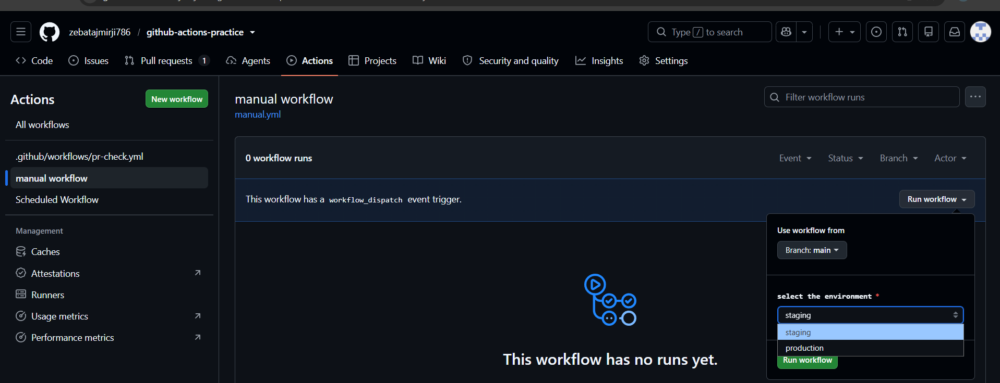 zebatajmirji786 / github-actions-practice
Type / to search
Code
Issues
Pull requests 1
Agents
Actions
Projects
Wiki
Security and quality
Insights
Settings
Actions
New workflow
All workflows
.github/workflows/pr-check.yml
manual workflow
Scheduled Workflow
Management
Caches
Attestations
Runners
Usage metrics
Performance metrics
manual workflow
manual.yml
Filter workflow runs
0 workflow runs
Event
Status
Branch
Actor
This workflow has a workflow_dispatch event trigger.
Run workflow
Use workflow from
Branch: main
select the environment *
staging
staging
production
Run workflow
This workflow has no runs yet.